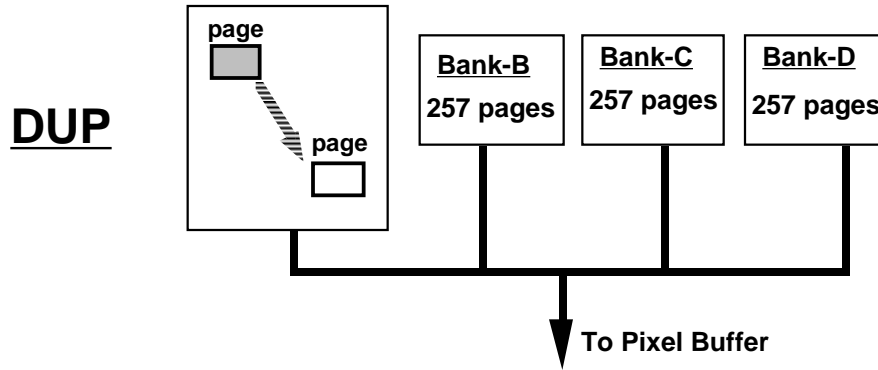 DUP
page
page
Bank-B
257 pages
Bank-C
257 pages
Bank-D
257 pages
To Pixel Buffer